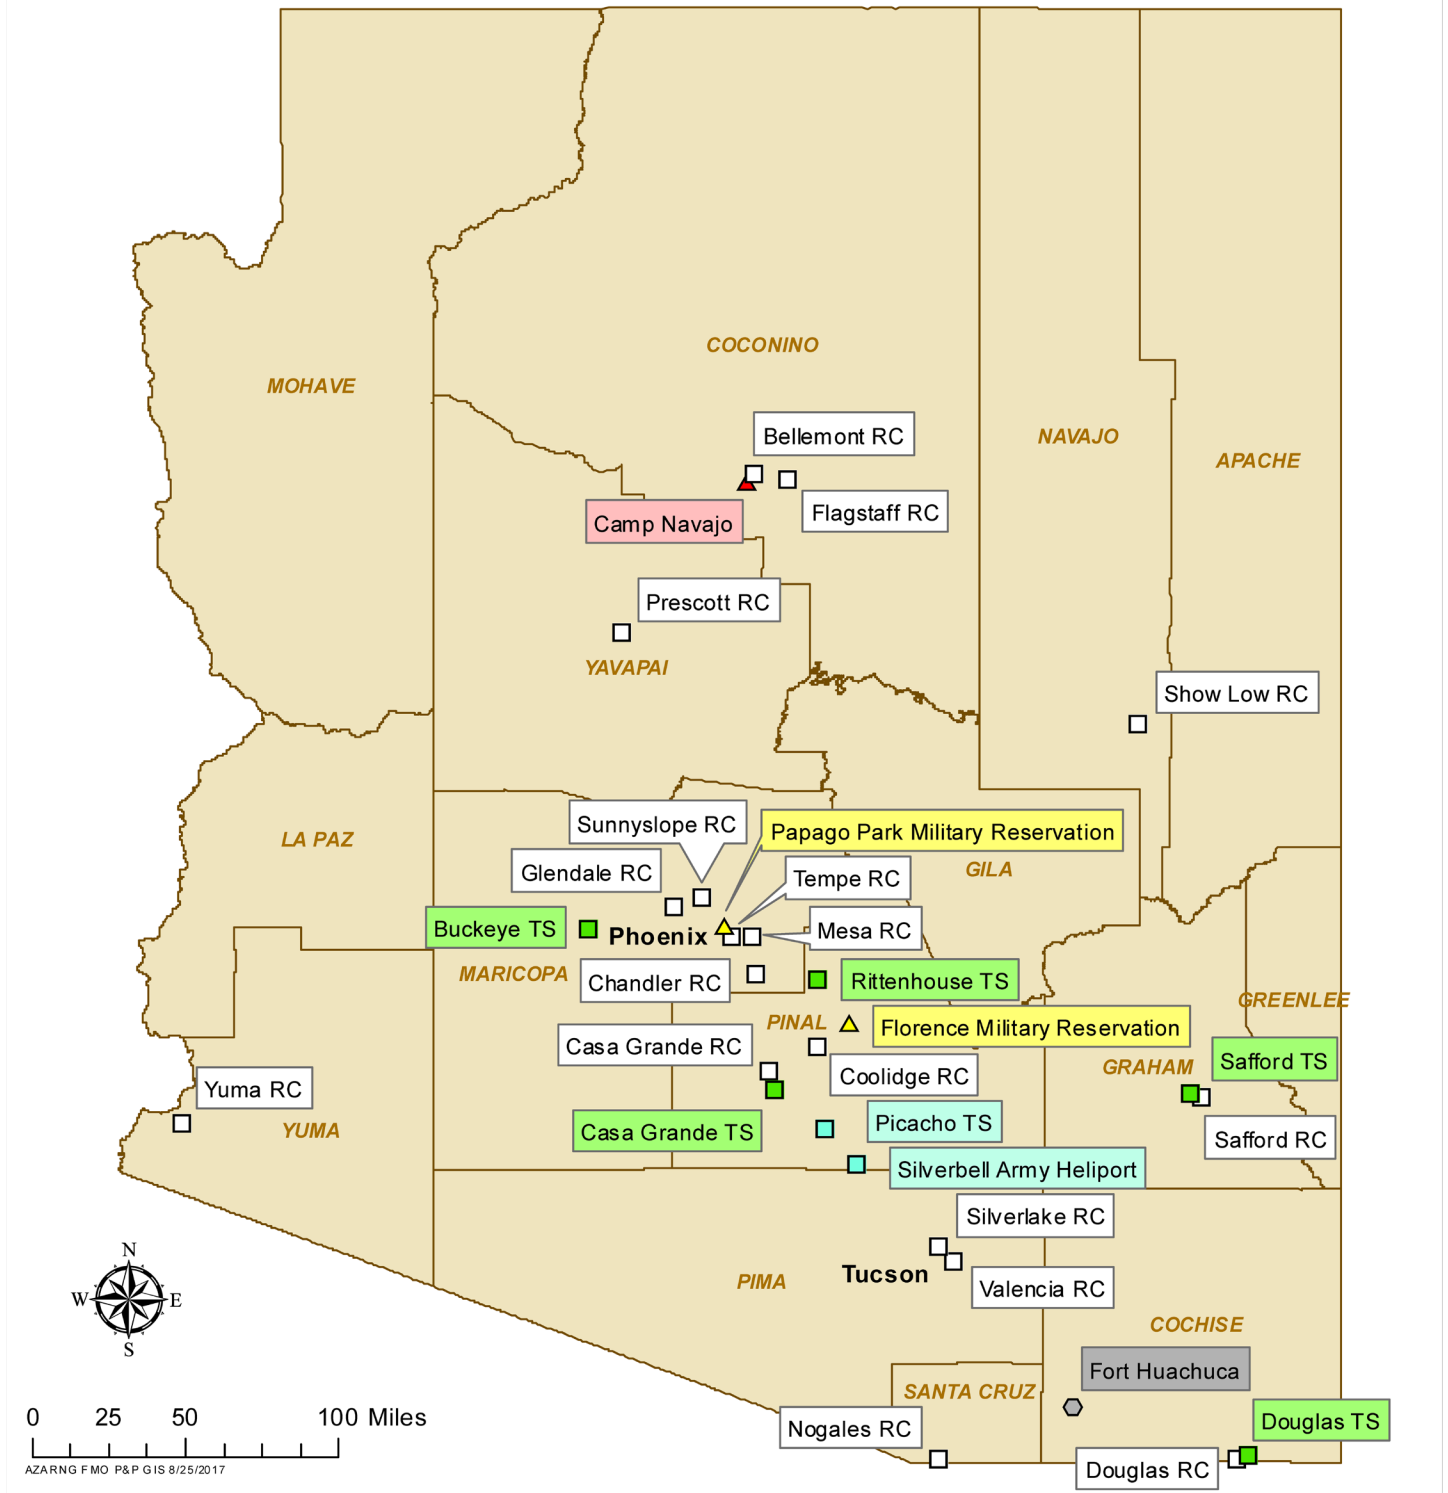 COCONINO
MOHAVE
NAVAJO
APACHE
Bellemont RC
Flagstaff RC
Camp Navajo
Prescott RC
YAVAPAI
Show Low RC
Sunnyslope RC
Papago Park Military Reservation
LA PAZ
GILA
Glendale RC
Tempe RC
Buckeye TS
Phoenix
Mesa RC
MARICOPA
Chandler RC
Rittenhouse TS
GREENLEE
PINAL
Florence Military Reservation
Casa Grande RC
Coolidge RC
GRAHAM
Safford TS
Yuma RC
YUMA
Casa Grande TS
Picacho TS
Safford RC
Silverbell Army Heliport
Silverlake RC
Tucson
Valencia RC
PIMA
N
W E
S
COCHISE
Fort Huachuca
SANTA CRUZ
Nogales RC
Douglas TS
Douglas RC
0 25 50 100 Miles
AZARNG FMO P&P GIS 8/25/2017